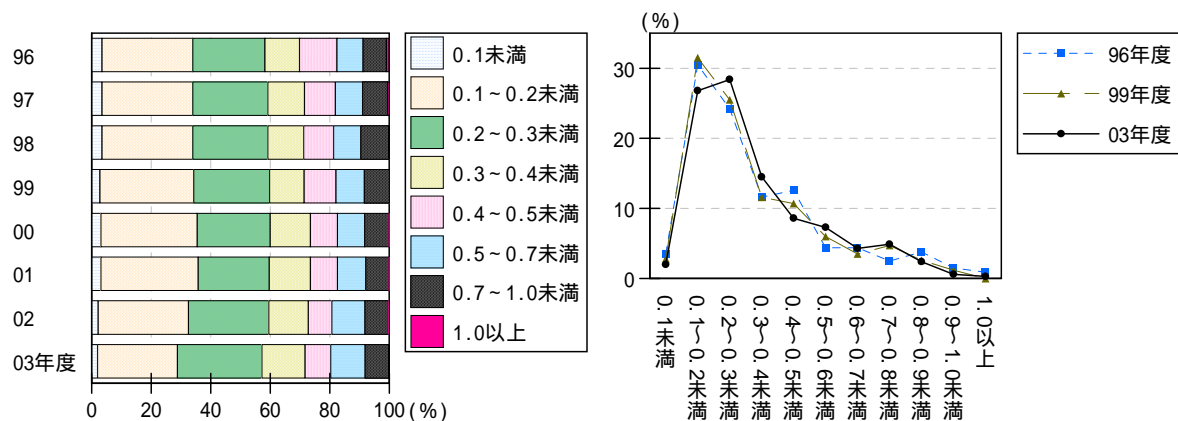 96
97
98
99
00
01
02
03年度
0 20 40 60 80 100 (%)
0.1未満
0.1~0.2未満
0.2~0.3未満
0.3~0.4未満
0.4~0.5未満
0.5~0.7未満
0.7~1.0未満
1.0以上
(%)
30
20
10
0
0.1未満
0.1~0.2未満
0.2~0.3未満
0.3~0.4未満
0.4~0.5未満
0.5~0.6未満
0.6~0.7未満
0.7~0.8未満
0.8~0.9未満
0.9~1.0未満
1.0以上
96年度
99年度
03年度